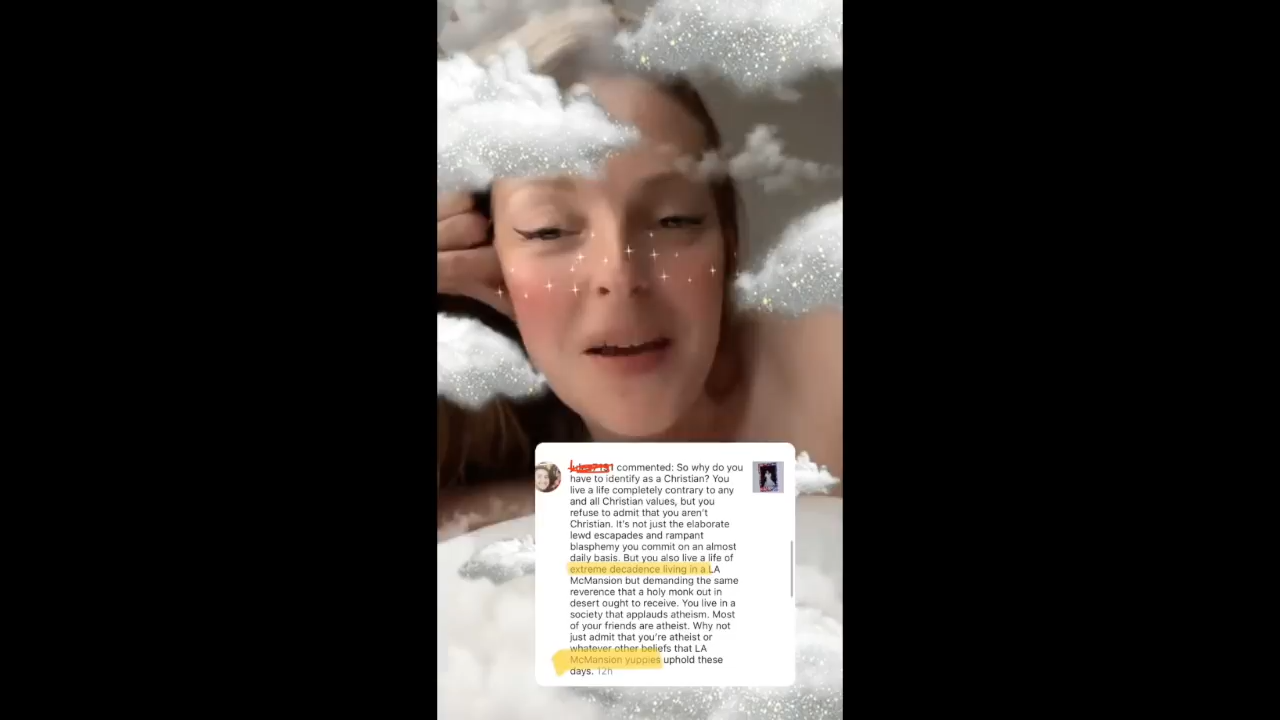 commented: So why do you
have to identify as a Christian? You
live a life completely contrary to any
and all Christian values, but you
refuse to admit that you aren't
Christian. It's not just the elaborate
lewd escapades and rampant
blasphemy you commit on an almost
daily basis. But you also live a life of
extreme decadence living in a LA
McMansion but demanding the same
reverence that a holy monk out in
desert ought to receive. You live in a
society that applauds atheism. Most
of your friends are atheist. Why not
just admit that you're atheist or
whatever other beliefs that LA
McMansion yuppies uphold these
days. 12h